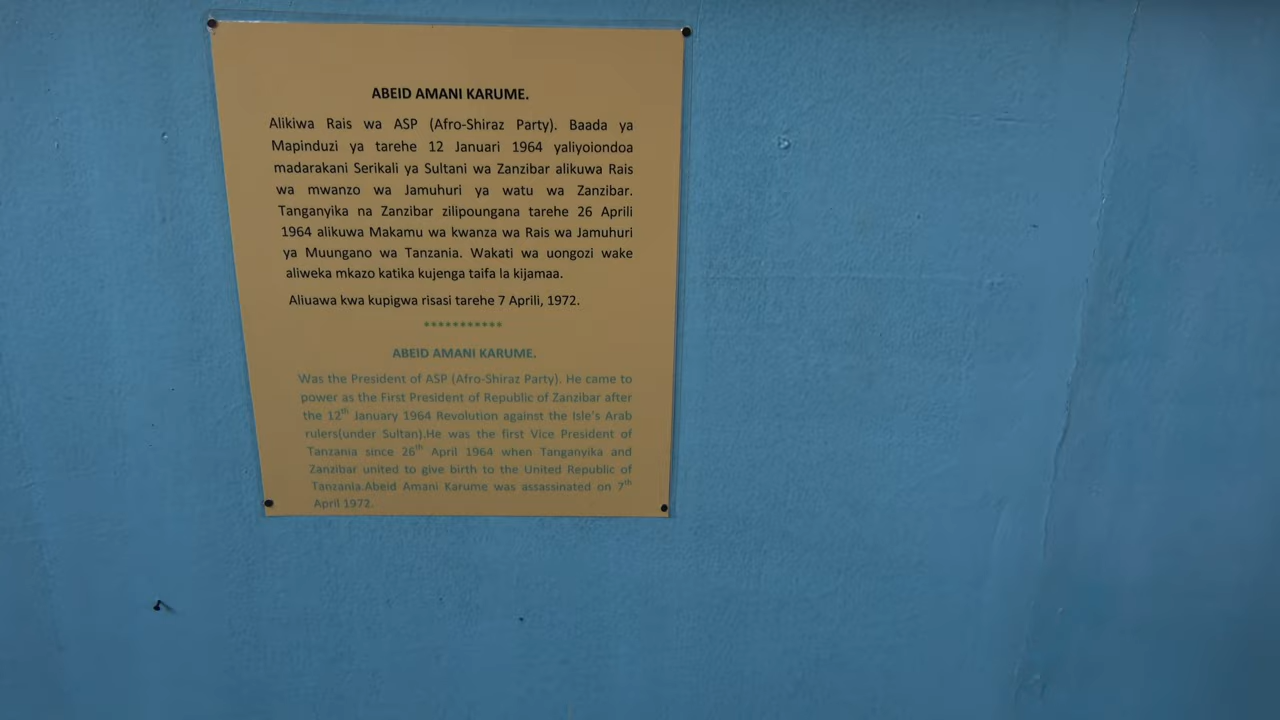 ABEID AMANI KARUME.
Alikiwa Rais wa ASP (Afro-Shiraz Party). Baada ya
Mapinduzi ya tarehe 12 Januari 1964 yaliyoiondoa
madarakani Serikali ya Sultani wa Zanzibar alikuwa Rais
wa mwanzo wa Jamuhuri ya watu wa Zanzibar.
Tanganyika na Zanzibar zilipoungana tarehe 26 Aprili
1964 alikuwa Makamu wa kwanza wa Rais wa Jamuhuri
ya Muungano wa Tanzania. Wakati wa uongozi wake
aliweka mkazo katika kujenga taifa la kijamaa.
Aliuawa kwa kupigwa risasi tarehe 7 Aprili, 1972.
***********
ABEID AMANI KARUME.
Was the President of ASP (Afro-Shiraz Party). He came to
power as the First President of Republic of Zanzibar after
the 12th January 1964 Revolution against the Isle's Arab
rulers(under Sultan).He was the first Vice President of
Tanzania since 26th April 1964 when Tanganyika and
Zanzibar united to give birth to the United Republic of
Tanzania.Abeid Amani Karume was assassinated on 7th
April 1972.